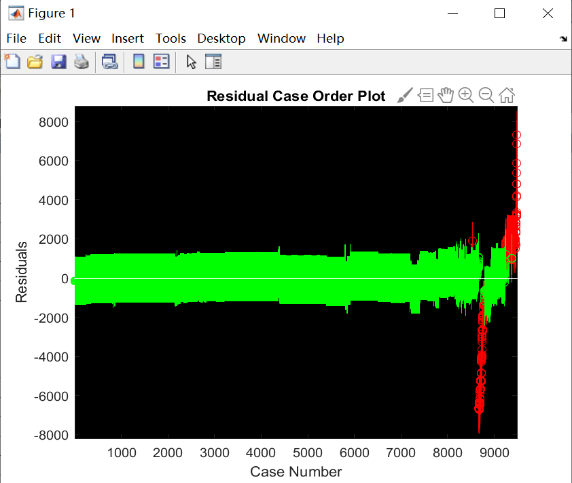 Figure 1
File Edit View Insert Tools Desktop Window Help
Residual Case Order Plot
8000
6000
4000
2000
0
-2000
-4000
-6000
-8000
Residuals
1000 2000 3000 4000 5000 6000 7000 8000 9000
Case Number